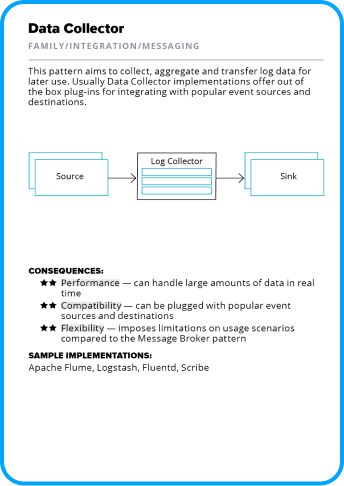 Data Collector
FAMILY/INTEGRATION/MESSAGING
This pattern aims to collect, aggregate and transfer log data for
later use. Usually Data Collector implementations offer out of
the box plug-ins for integrating with popular event sources and
destinations.
Source
Log Collector
Sink
CONSEQUENCES:
★★ Performance — can handle large amounts of data in real
time
★★ Compatibility — can be plugged with popular event
sources and destinations
★★ Flexibility — imposes limitations on usage scenarios
compared to the Message Broker pattern
SAMPLE IMPLEMENTATIONS:
Apache Flume, Logstash, Fluentd, Scribe